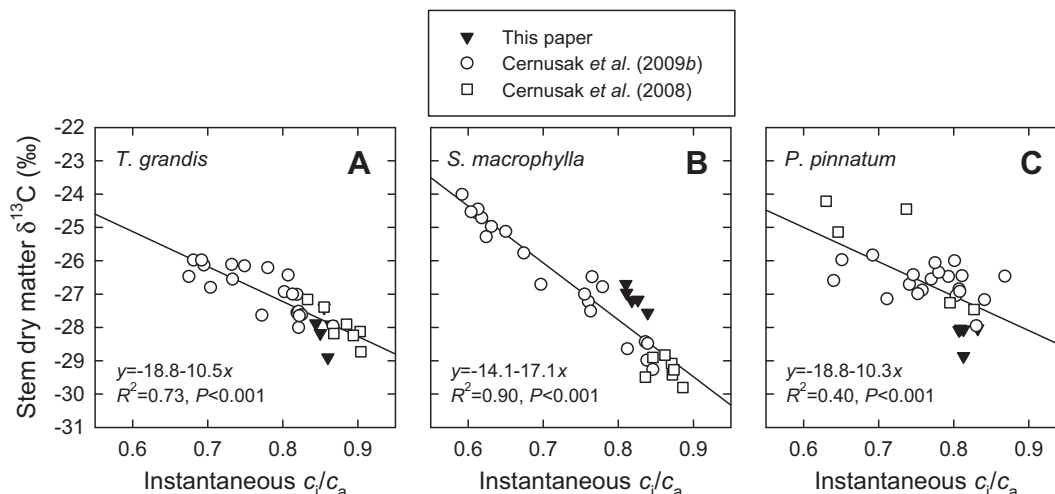 This paper
Cernusak et al. (2009b)
Cernusak et al. (2008)
Stem dry matter δ13C (‰)
-22
-23
-24
-25
-26
-27
-28
-29
-30
-31
T. grandis
A
y=-18.8-10.5x
R2=0.73, P<0.001
0.6 0.7 0.8 0.9
Instantaneous ci/ca
S. macrophylla
B
y=-14.1-17.1x
R2=0.90, P<0.001
0.6 0.7 0.8 0.9
Instantaneous ci/ca
P. pinnatum
C
y=-18.8-10.3x
R2=0.40, P<0.001
0.6 0.7 0.8 0.9
Instantaneous ci/ca